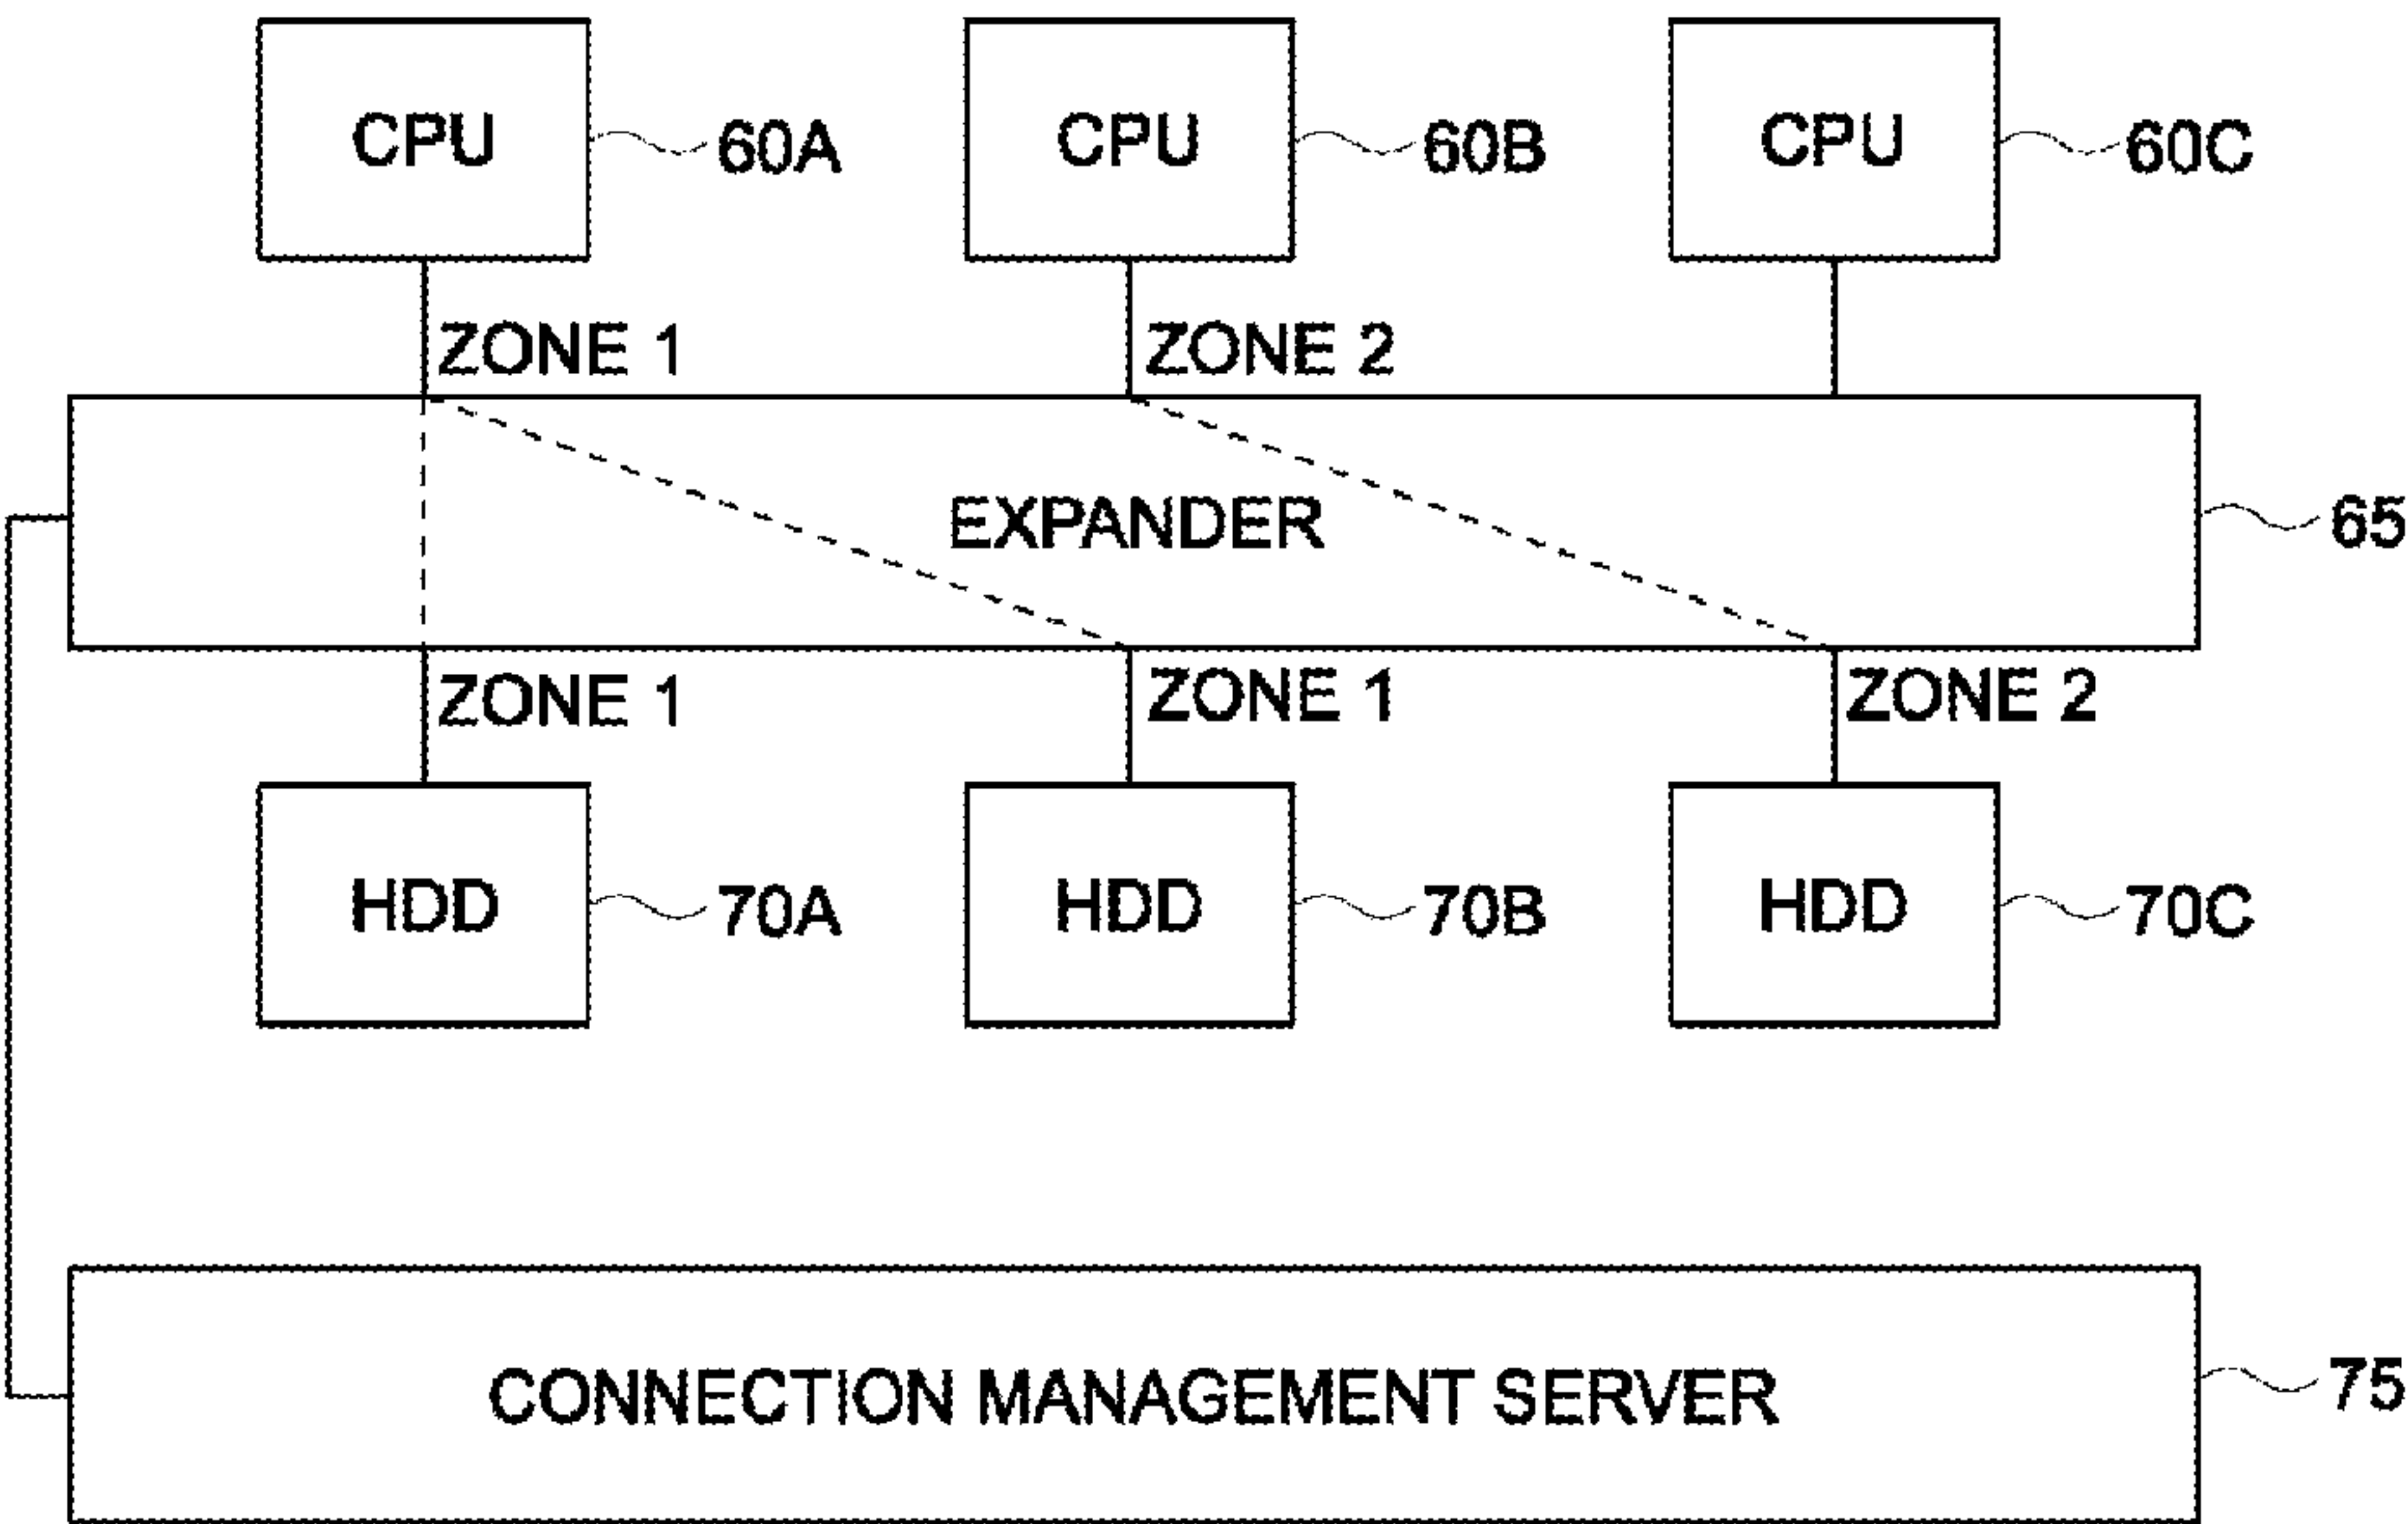 CPU 60A CPU 60B CPU 60C
ZONE 1 ZONE 2
EXPANDER 65
ZONE 1 ZONE 1 ZONE 2
HDD 70A HDD 70B HDD 70C
CONNECTION MANAGEMENT SERVER 75